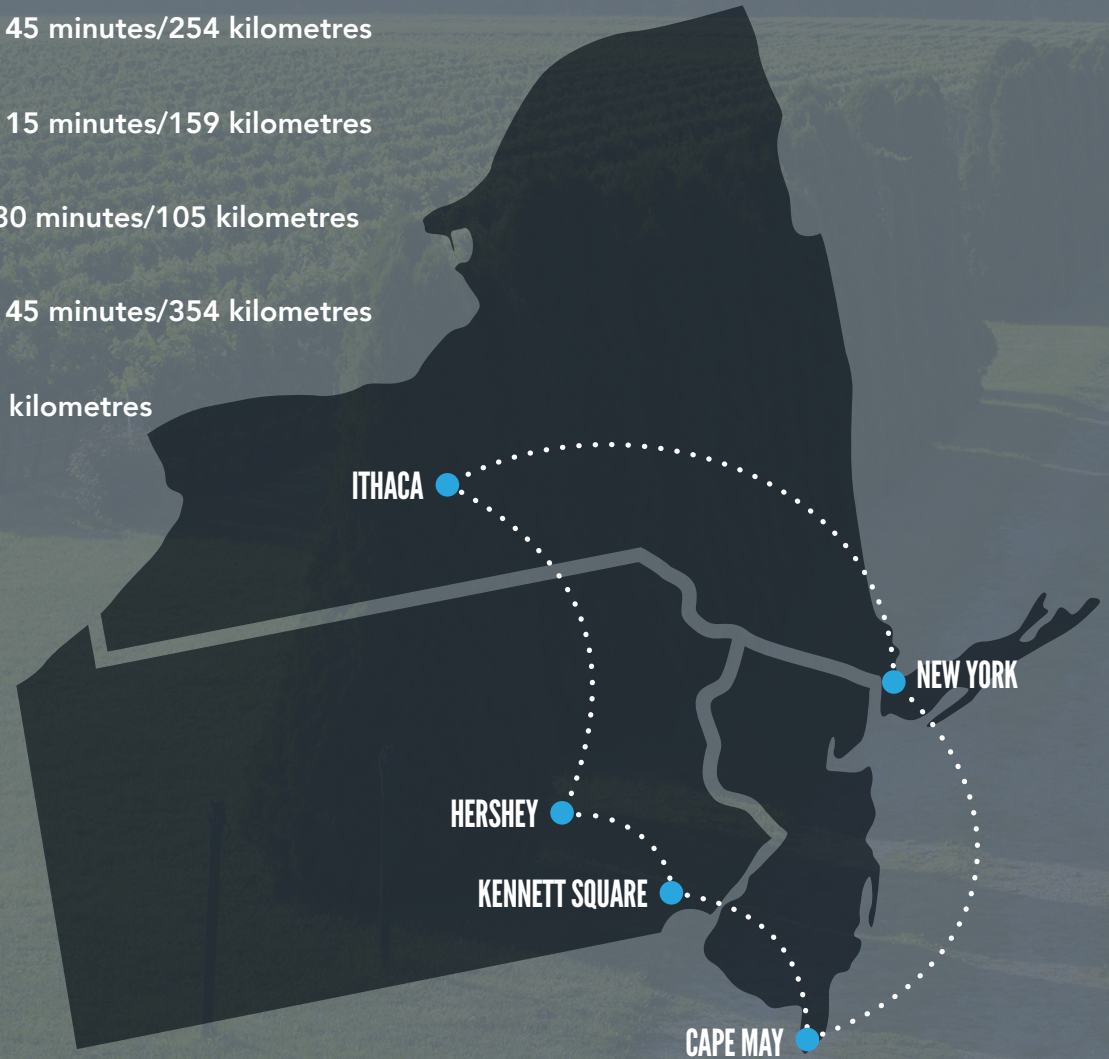 45 minutes/254 kilometres
15 minutes/159 kilometres
30 minutes/105 kilometres
45 minutes/354 kilometres
kilometres
ITHACA
NEW YORK
HERSHEY
KENNETT SQUARE
CAPE MAY